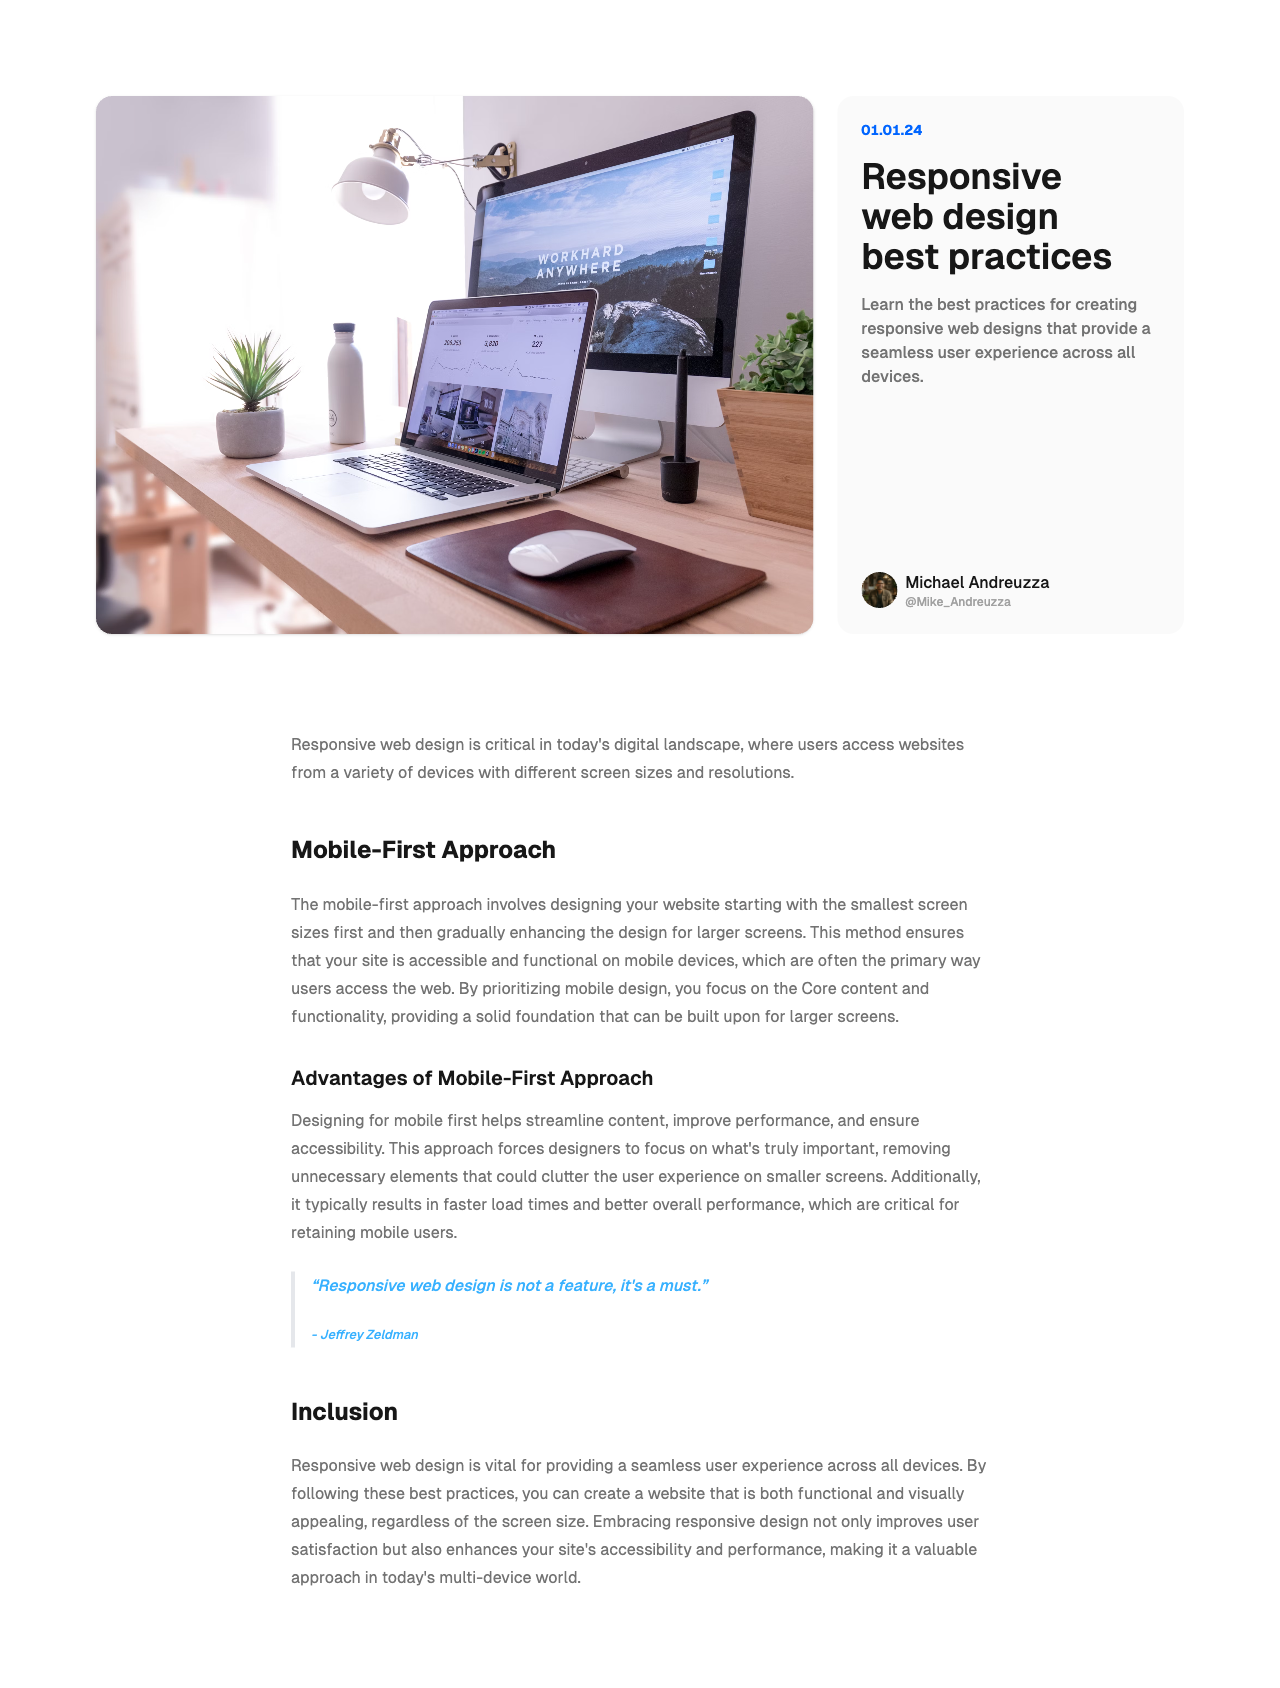 WORKHARD
ANYWHERE
205,253
3,820
227
01.01.24
Responsive
web design
best practices
Learn the best practices for creating
responsive web designs that provide a
seamless user experience across all
devices.
Michael Andreuzza
@Mike_Andreuzza
Responsive web design is critical in today's digital landscape, where users access websites
from a variety of devices with different screen sizes and resolutions.
Mobile-First Approach
The mobile-first approach involves designing your website starting with the smallest screen
sizes first and then gradually enhancing the design for larger screens. This method ensures
that your site is accessible and functional on mobile devices, which are often the primary way
users access the web. By prioritizing mobile design, you focus on the Core content and
functionality, providing a solid foundation that can be built upon for larger screens.
Advantages of Mobile-First Approach
Designing for mobile first helps streamline content, improve performance, and ensure
accessibility. This approach forces designers to focus on what's truly important, removing
unnecessary elements that could clutter the user experience on smaller screens. Additionally,
it typically results in faster load times and better overall performance, which are critical for
retaining mobile users.
“Responsive web design is not a feature, it's a must.”
- Jeffrey Zeldman
Inclusion
Responsive web design is vital for providing a seamless user experience across all devices. By
following these best practices, you can create a website that is both functional and visually
appealing, regardless of the screen size. Embracing responsive design not only improves user
satisfaction but also enhances your site's accessibility and performance, making it a valuable
approach in today's multi-device world.